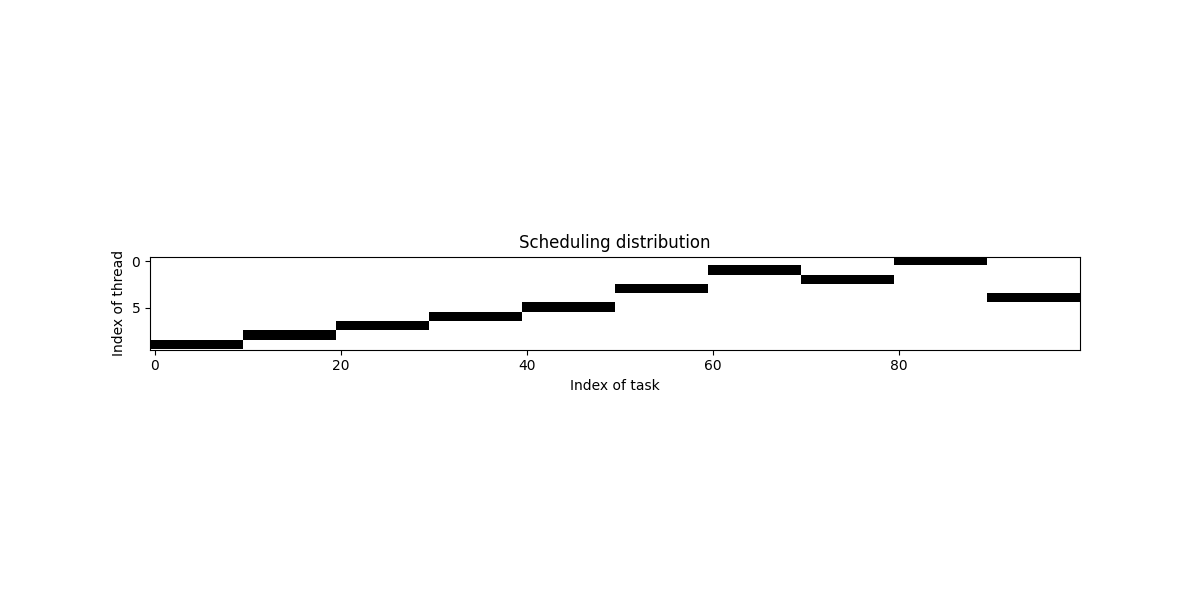 Scheduling distribution
Index of thread
0
5
0 20 40 60 80
Index of task